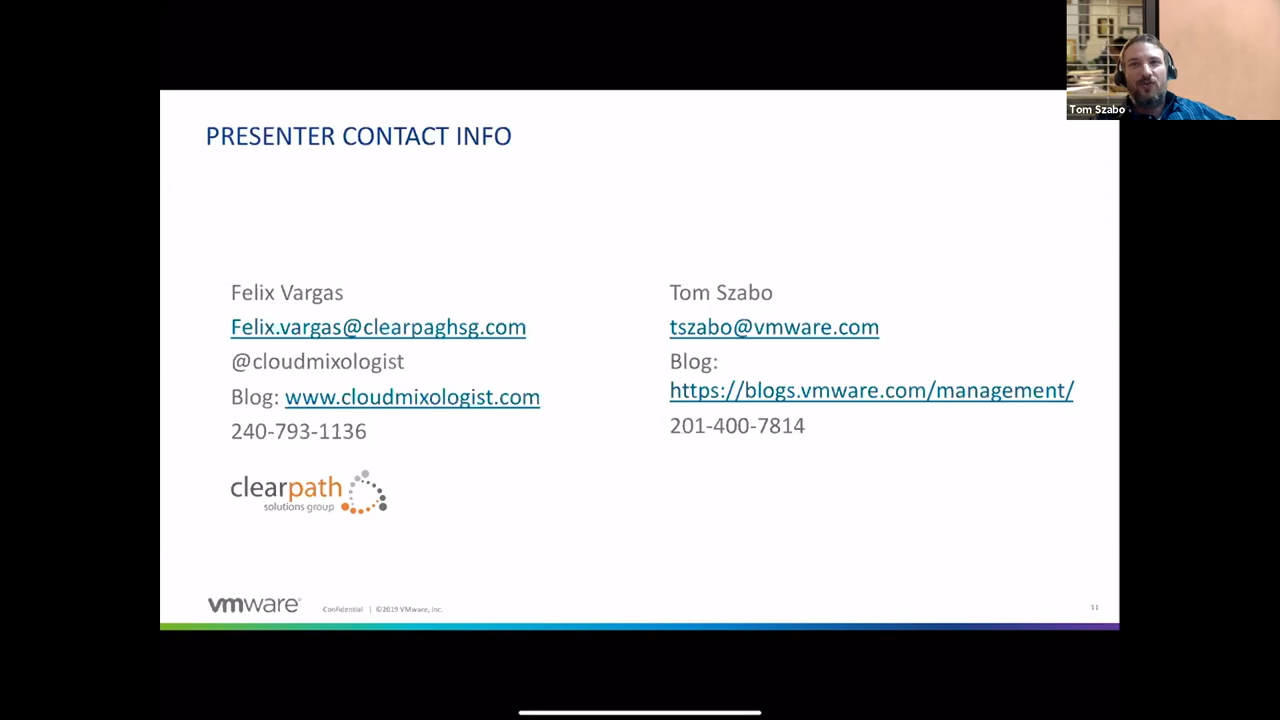 Tom Szabo
PRESENTER CONTACT INFO
Felix Vargas
Felix.vargas@clearpaghsg.com
@cloudmixologist
Blog: www.cloudmixologist.com
240-793-1136
clearpath
solutions group
Tom Szabo
tszabo@vmware.com
Blog:
https://blogs.vmware.com/management/
201-400-7814
vmware
Confidential | ©2019 VMware, Inc.
11